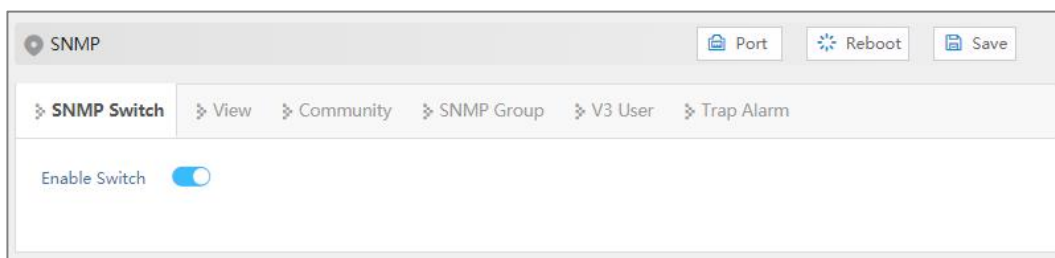 SNMP Port Reboot Save
SNMP Switch View Community SNMP Group V3 User Trap Alarm
Enable Switch